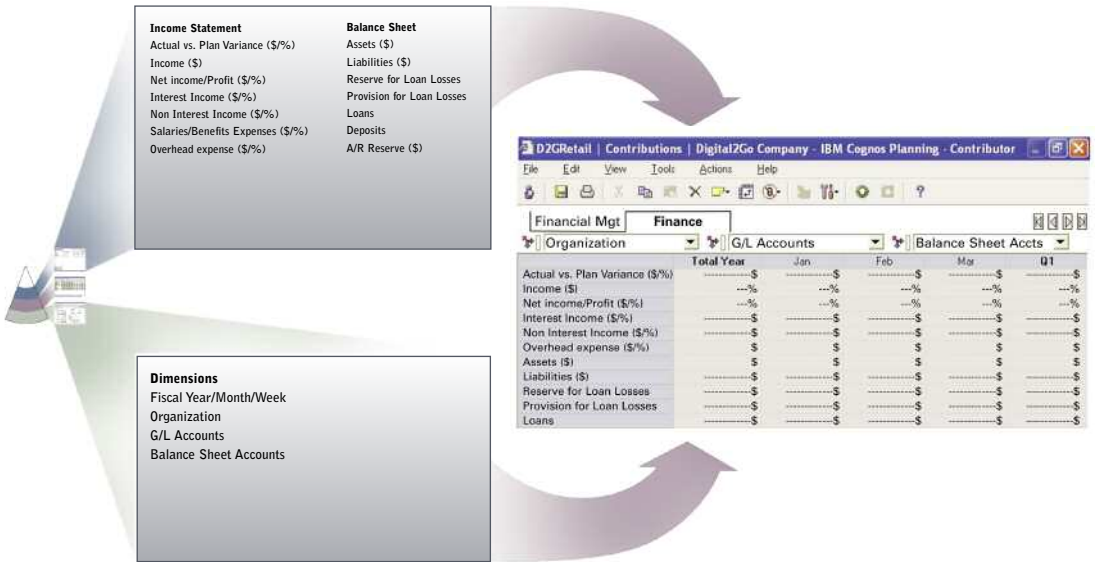 Income Statement
Actual vs. Plan Variance ($/%)
Income ($)
Net income/Profit ($/%)
Interest Income ($/%)
Non Interest Income ($/%)
Salaries/Benefits Expenses ($/%)
Overhead expense ($/%)
Balance Sheet
Assets ($)
Liabilities ($)
Reserve for Loan Losses
Provision for Loan Losses
Loans
Deposits
A/R Reserve ($)
Dimensions
Fiscal Year/Month/Week
Organization
G/L Accounts
Balance Sheet Accounts
D2GRetail | Contributions | Digital2Go Company - IBM Cognos Planning - Contributor
File Edit View Tools Actions Help
Financial Mgt Finance
Organization G/L Accounts Balance Sheet Accts
Total Year Jan Feb Mar Q1
Actual vs. Plan Variance ($/%) ------------$ ------------$ ------------$ ------------$ ------------$
Income ($) ---% ---% ---% ---% ---%
Net income/Profit ($/%) ---% ---% ---% ---% ---%
Interest Income ($/%) ------------$ ------------$ ------------$ ------------$ ------------$
Non Interest Income ($/%) ------------$ ------------$ ------------$ ------------$ ------------$
Overhead expense ($/%) $ $ $ $ $
Assets ($) $ $ $ $ $
Liabilities ($) ------------$ ------------$ ------------$ ------------$ ------------$
Reserve for Loan Losses ------------$ ------------$ ------------$ ------------$ ------------$
Provision for Loan Losses ------------$ ------------$ ------------$ ------------$ ------------$
Loans ------------$ ------------$ ------------$ ------------$ ------------$